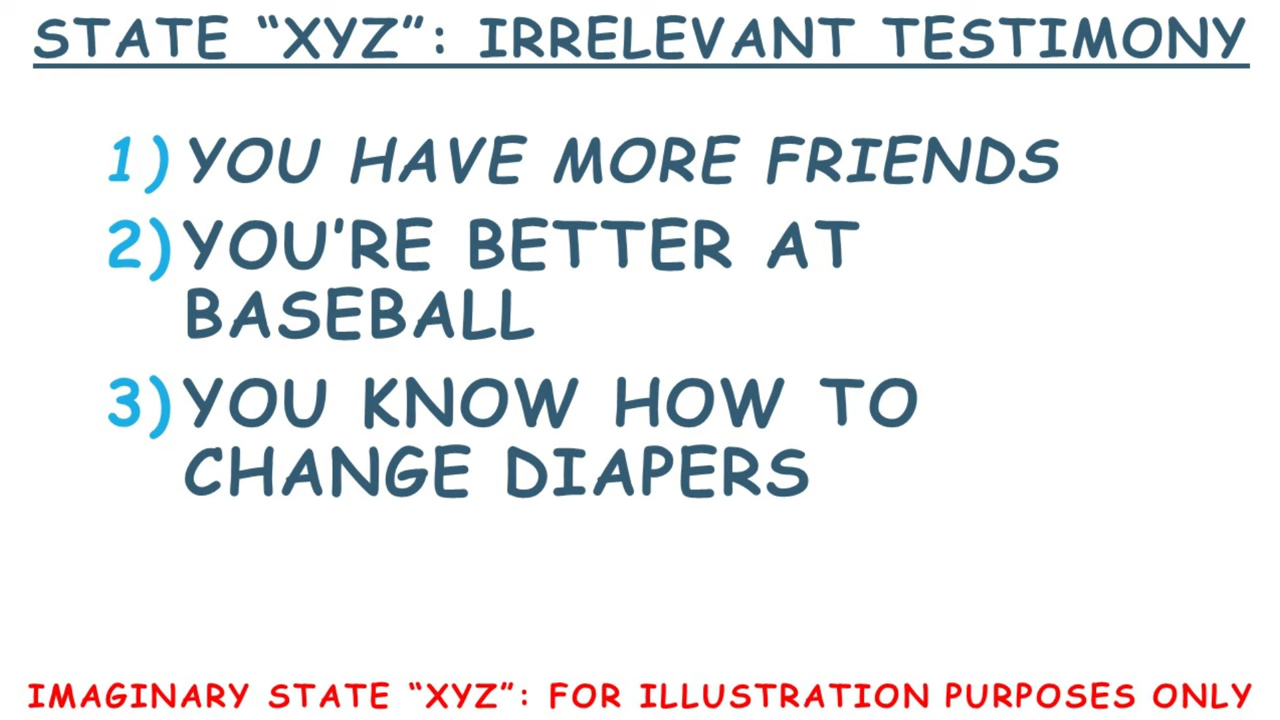 STATE “XYZ”: IRRELEVANT TESTIMONY
1) YOU HAVE MORE FRIENDS
2) YOU’RE BETTER AT
BASEBALL
3) YOU KNOW HOW TO
CHANGE DIAPERS
IMAGINARY STATE “XYZ”: FOR ILLUSTRATION PURPOSES ONLY